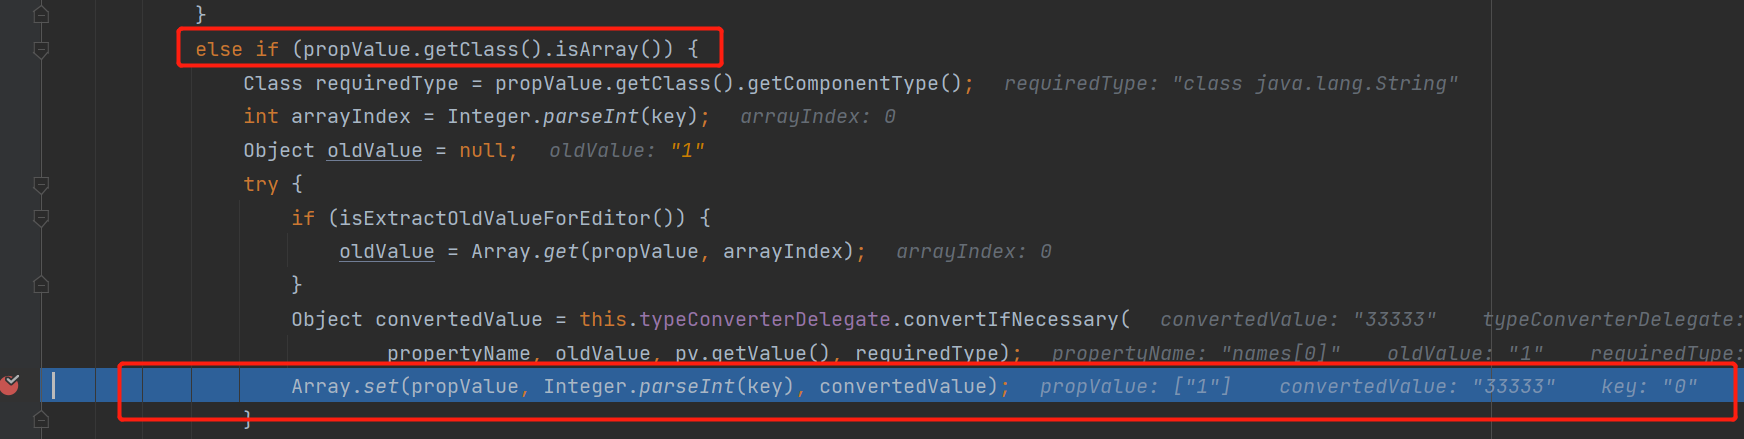 }
else if (propValue.getClass().isArray()) {
Class requiredType = propValue.getClass().getComponentType(); requiredType: "class java.lang.String"
int arrayIndex = Integer.parseInt(key); arrayIndex: 0
Object oldValue = null; oldValue: "1"
try {
if (isExtractOldValueForEditor()) {
oldValue = Array.get(propValue, arrayIndex); arrayIndex: 0
}
Object convertedValue = this.typeConverterDelegate.convertIfNecessary( convertedValue: "33333" typeConverterDelegate:
propertyName, oldValue, pv.getValue(), requiredType); propertyName: "names[0]" oldValue: "1" requiredType:
Array.set(propValue, Integer.parseInt(key), convertedValue); propValue: ["1"] convertedValue: "33333" key: "0"
}